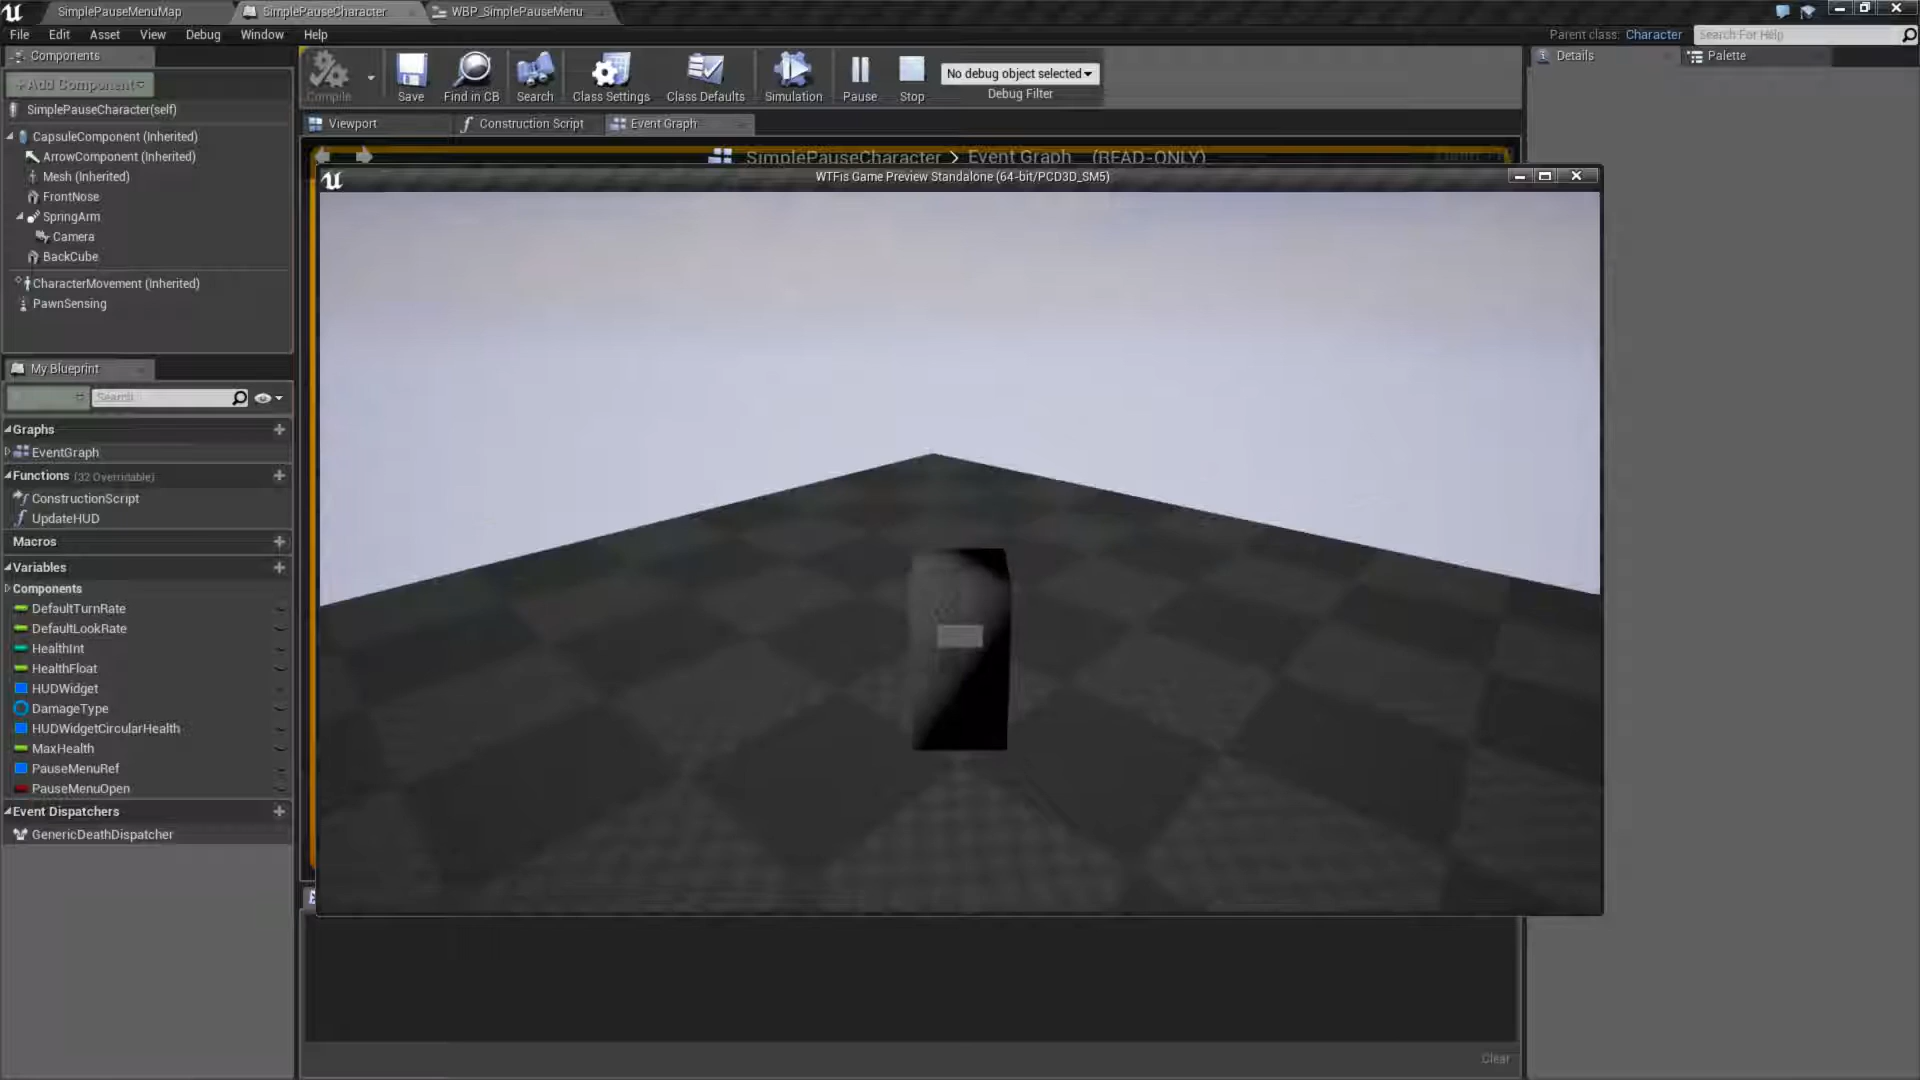 SimplePauseMenuMap
SimplePauseCharacter
WBP_SimplePauseMenu
File Edit Asset View Debug Window Help
Parent class: Character
Search For Help
Components
+Add Component
SimplePauseCharacter(self)
CapsuleComponent (Inherited)
ArrowComponent (Inherited)
Mesh (Inherited)
FrontNose
SpringArm
Camera
BackCube
CharacterMovement (Inherited)
PawnSensing
Compile
Save
Find in CB
Search
Class Settings
Class Defaults
Simulation
Pause
Stop
No debug object selected
Debug Filter
Details
Palette
Viewport
Construction Script
Event Graph
SimplePauseCharacter > Event Graph (READ-ONLY)
WTFis Game Preview Standalone (64-bit/PCD3D_SM5)
My Blueprint
Search
Graphs
EventGraph
Functions (32 Overridable)
ConstructionScript
UpdateHUD
Macros
Variables
Components
DefaultTurnRate
DefaultLookRate
HealthInt
HealthFloat
HUDWidget
DamageType
HUDWidgetCircularHealth
MaxHealth
PauseMenuRef
PauseMenuOpen
Event Dispatchers
GenericDeathDispatcher
Clear